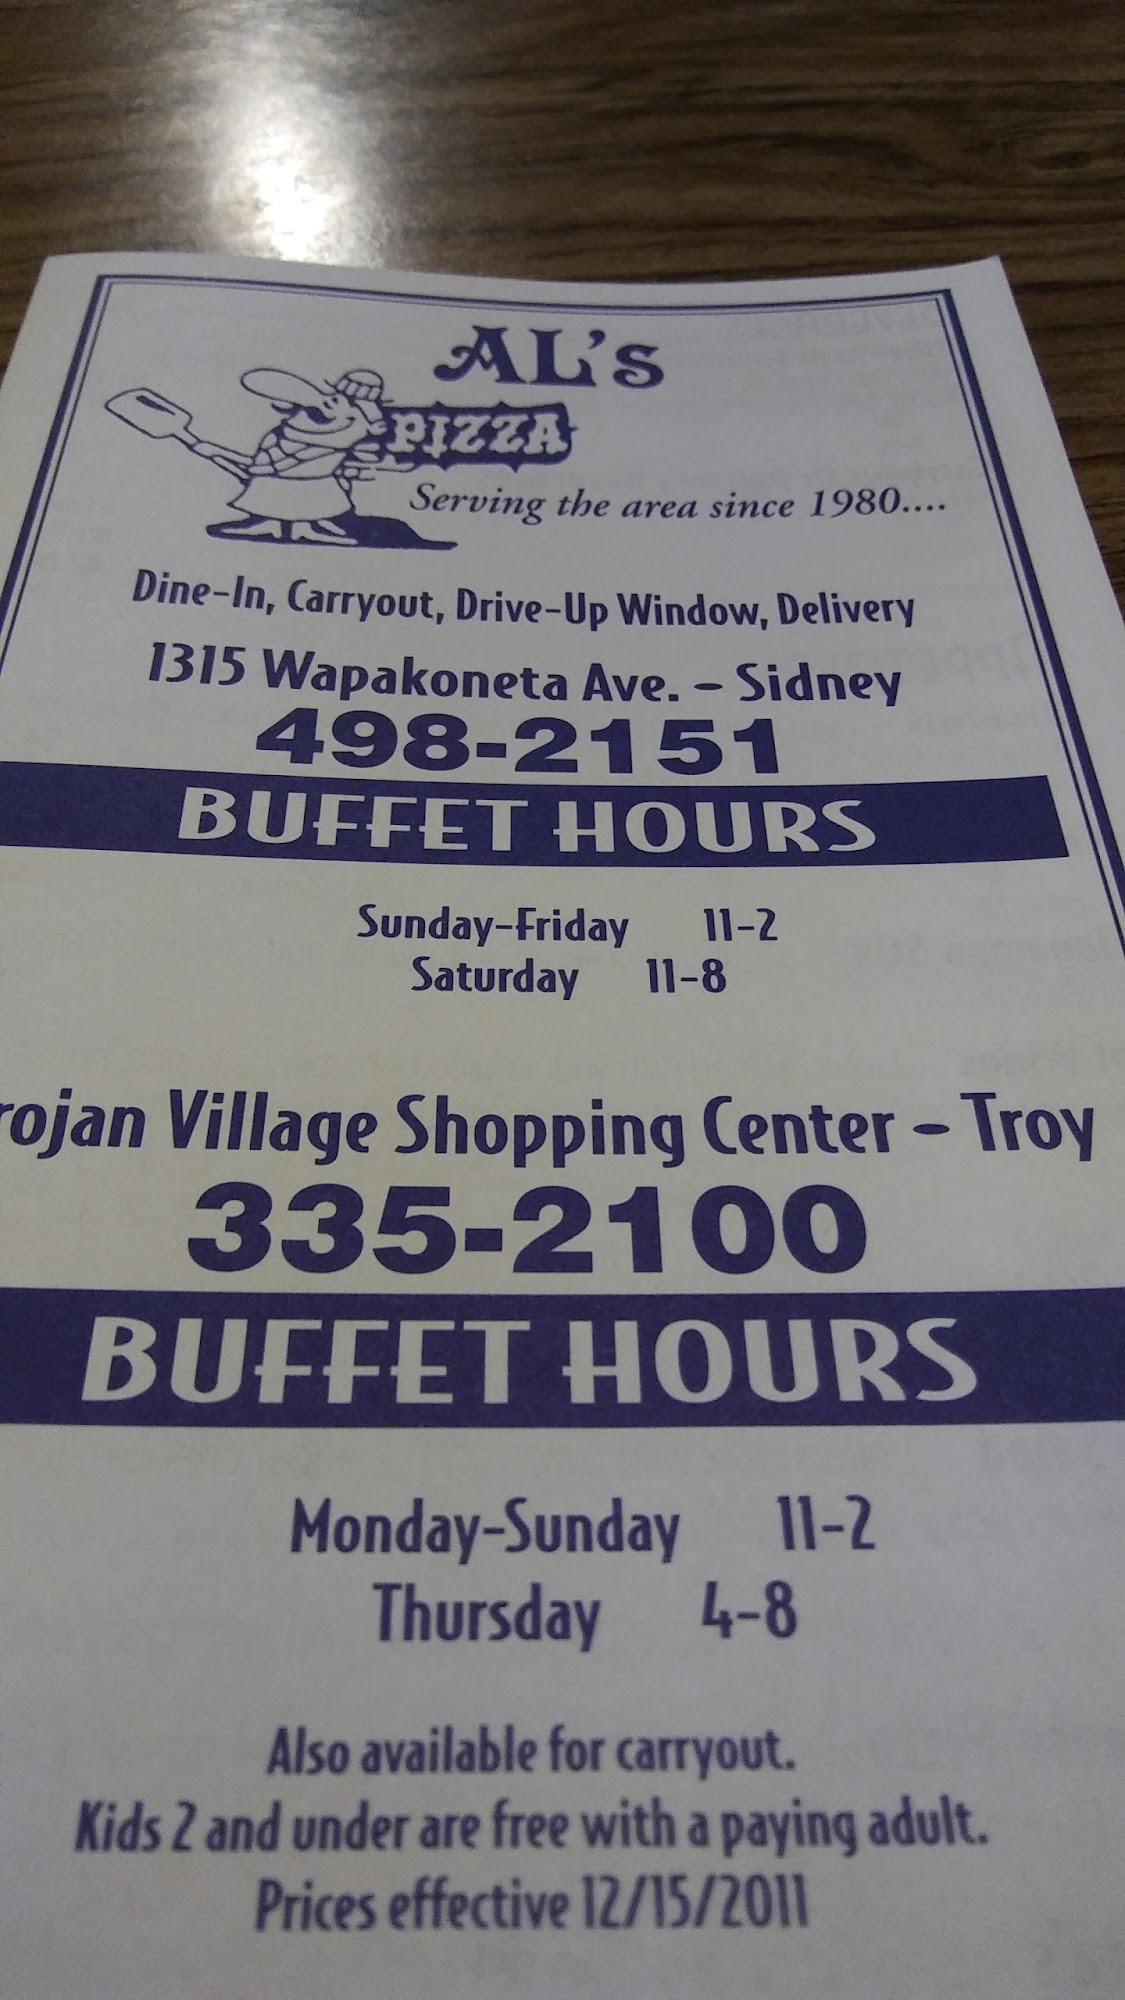 AL's
PIZZA
Serving the area since 1980....
Dine-In, Carryout, Drive-Up Window, Delivery
1315 Wapakoneta Ave. – Sidney
498-2151
BUFFET HOURS
Sunday-Friday 11-2
Saturday 11-8
rojan Village Shopping Center – Troy
335-2100
BUFFET HOURS
Monday-Sunday 11-2
Thursday 4-8
Also available for carryout.
Kids 2 and under are free with a paying adult.
Prices effective 12/15/2011